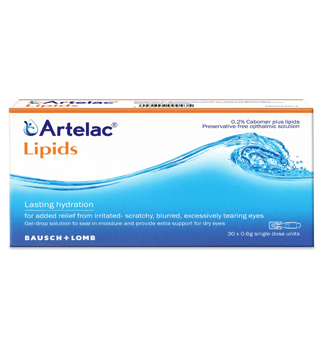 Artelac®
Lipids
0.2% Cabomer plus lipids
Preservative-free opthalmic solution
Lasting hydration
for added relief from irritated- scratchy, blurred, excessively tearing eyes
Gel-drop solution to seal in moisture and provide extra support for dry eyes
BAUSCH + LOMB
30 x 0.6g single dose units